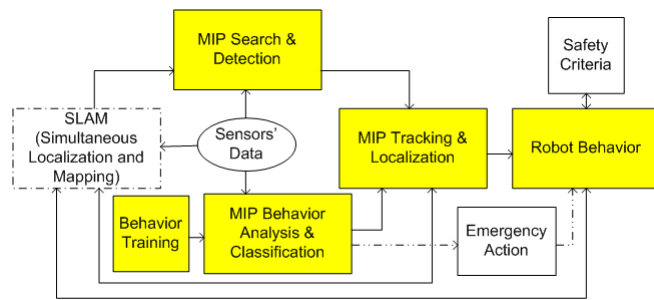 MIP Search &
Detection
Safety
Criteria
SLAM
(Simultaneous
Localization and
Mapping)
Sensors'
Data
MIP Tracking &
Localization
Robot Behavior
Behavior
Training
MIP Behavior
Analysis &
Classification
Emergency
Action